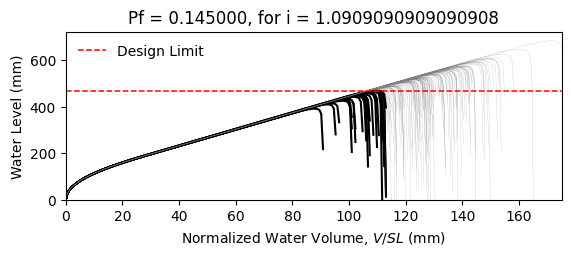 Pf = 0.145000, for i = 1.0909090909090908
Design Limit
Water Level (mm)
600
400
200
0
0 20 40 60 80 100 120 140 160
Normalized Water Volume, V/SL (mm)